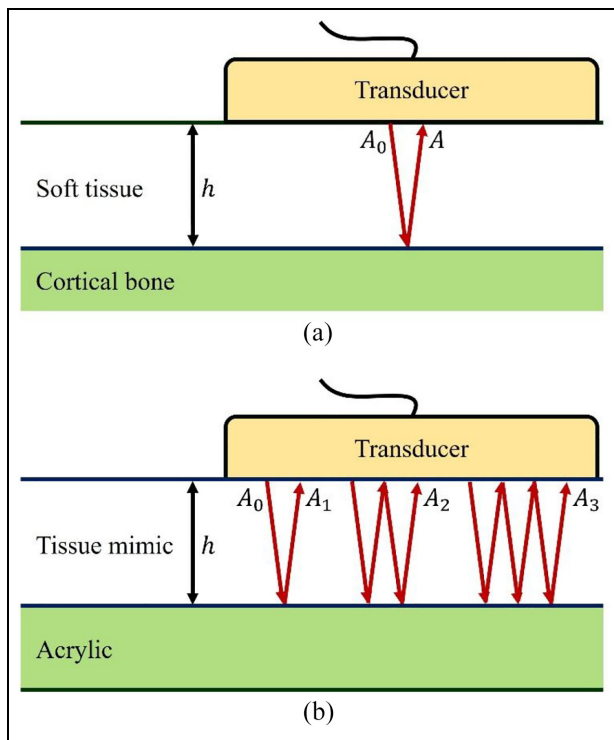 Transducer
A₀ A
Soft tissue h
Cortical bone
(a)
Transducer
A₀ A₁ A₂ A₃
Tissue mimic h
Acrylic
(b)